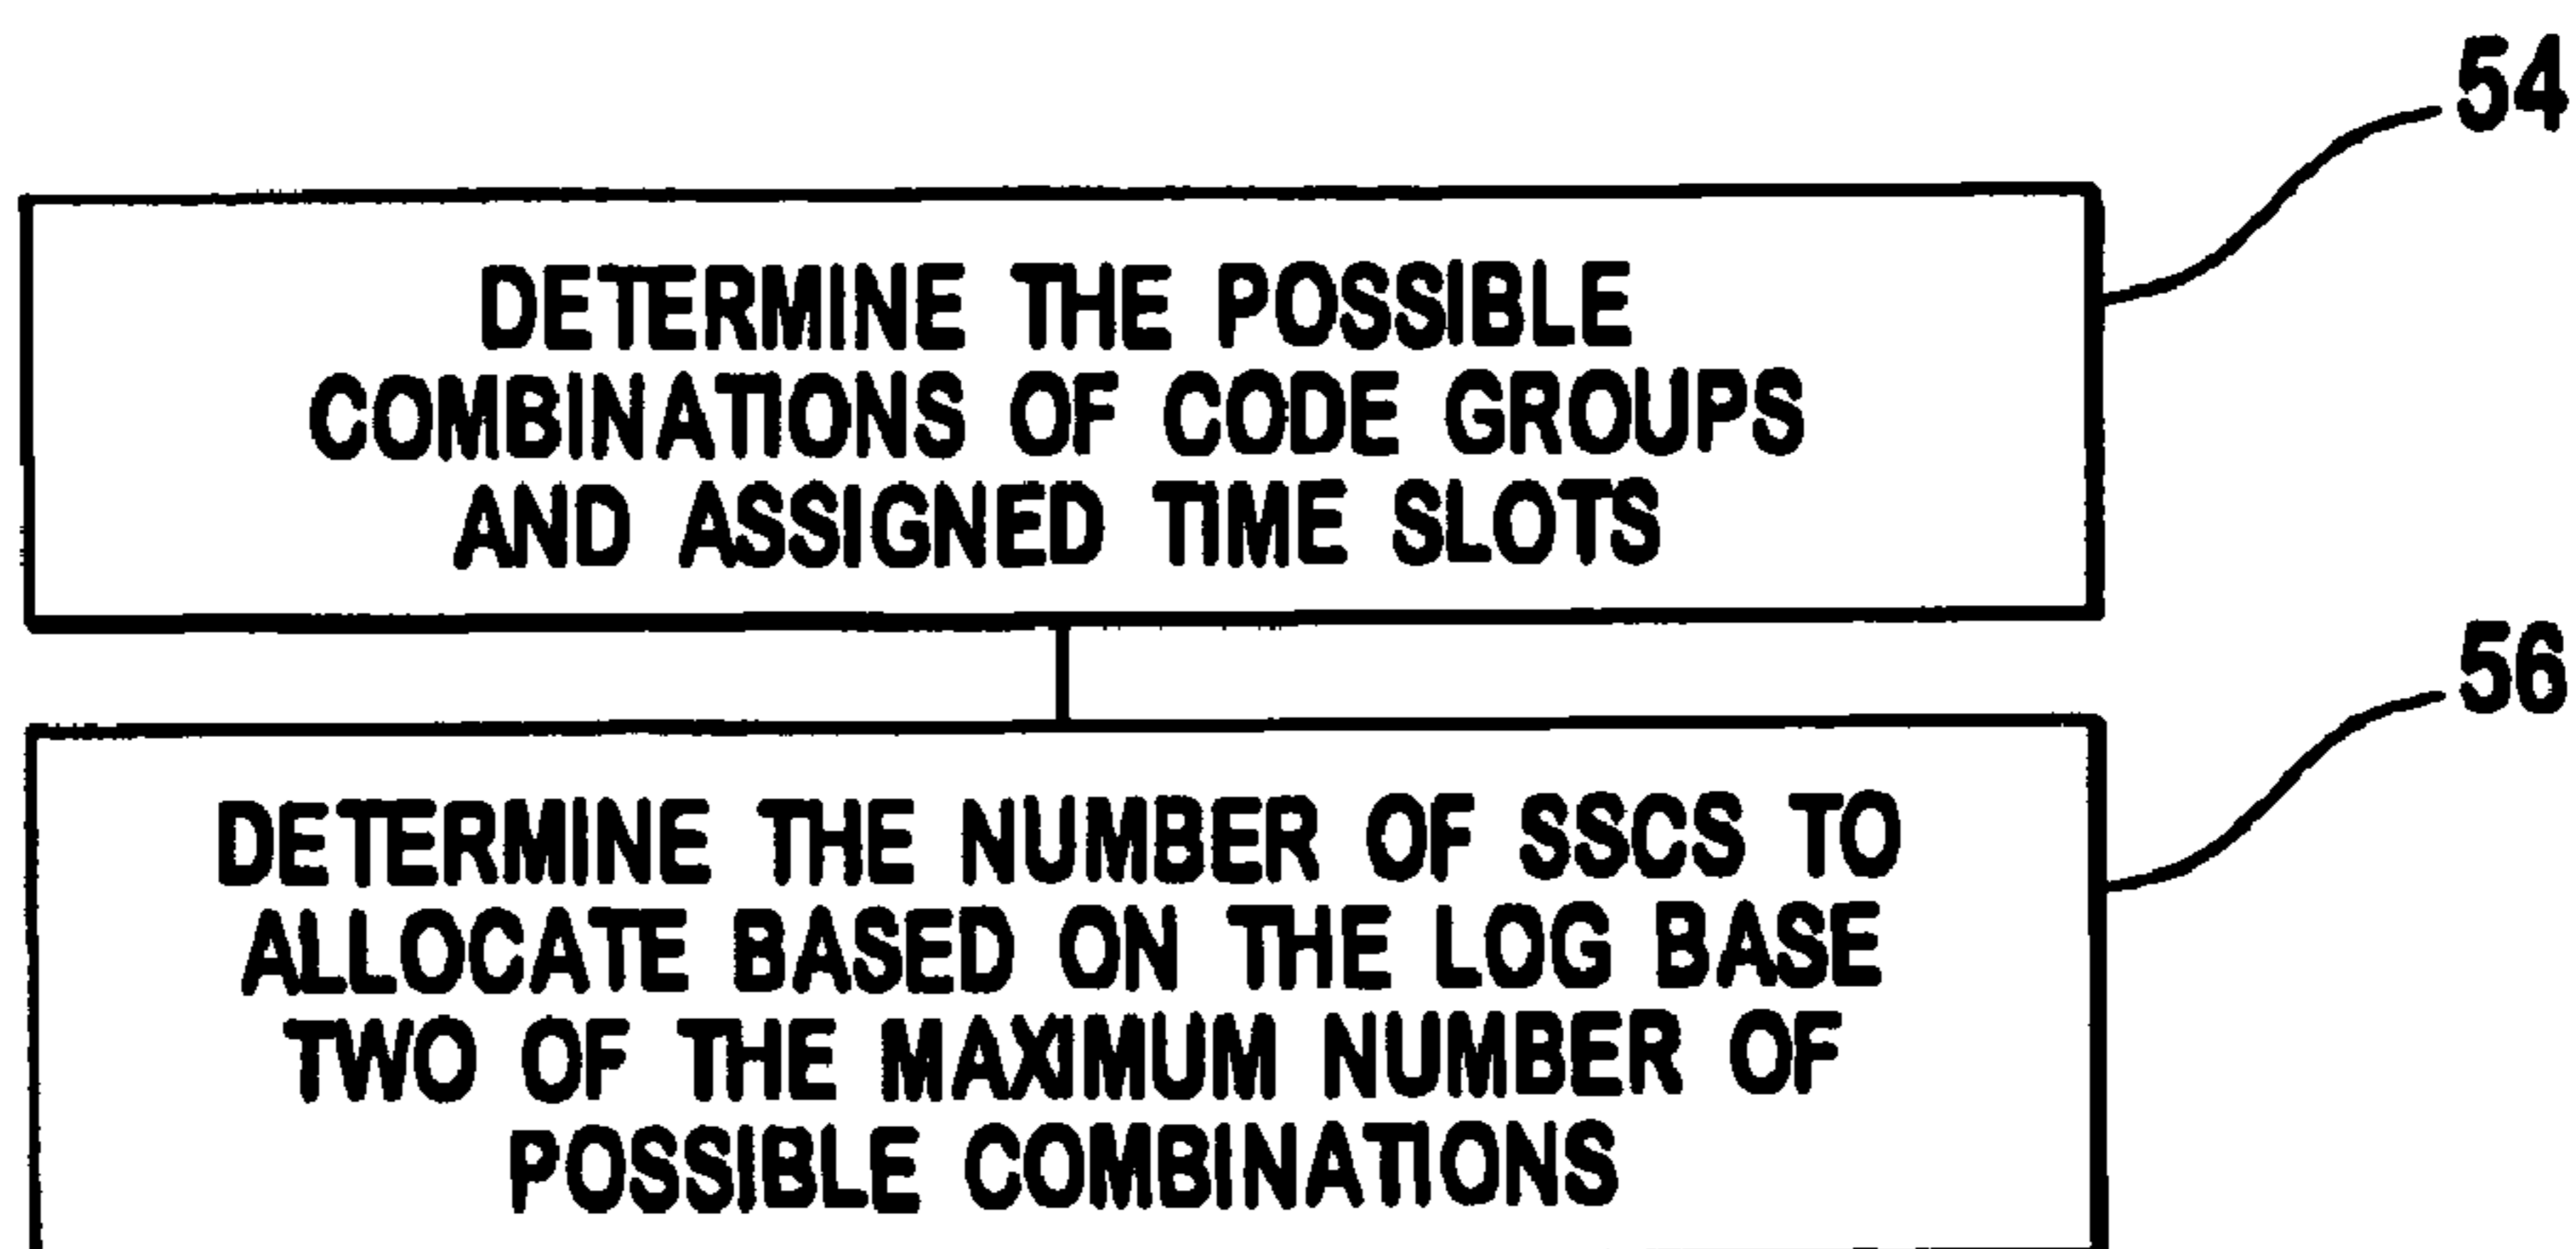 54
DETERMINE THE POSSIBLE
COMBINATIONS OF CODE GROUPS
AND ASSIGNED TIME SLOTS
56
DETERMINE THE NUMBER OF SSCS TO
ALLOCATE BASED ON THE LOG BASE
TWO OF THE MAXIMUM NUMBER OF
POSSIBLE COMBINATIONS